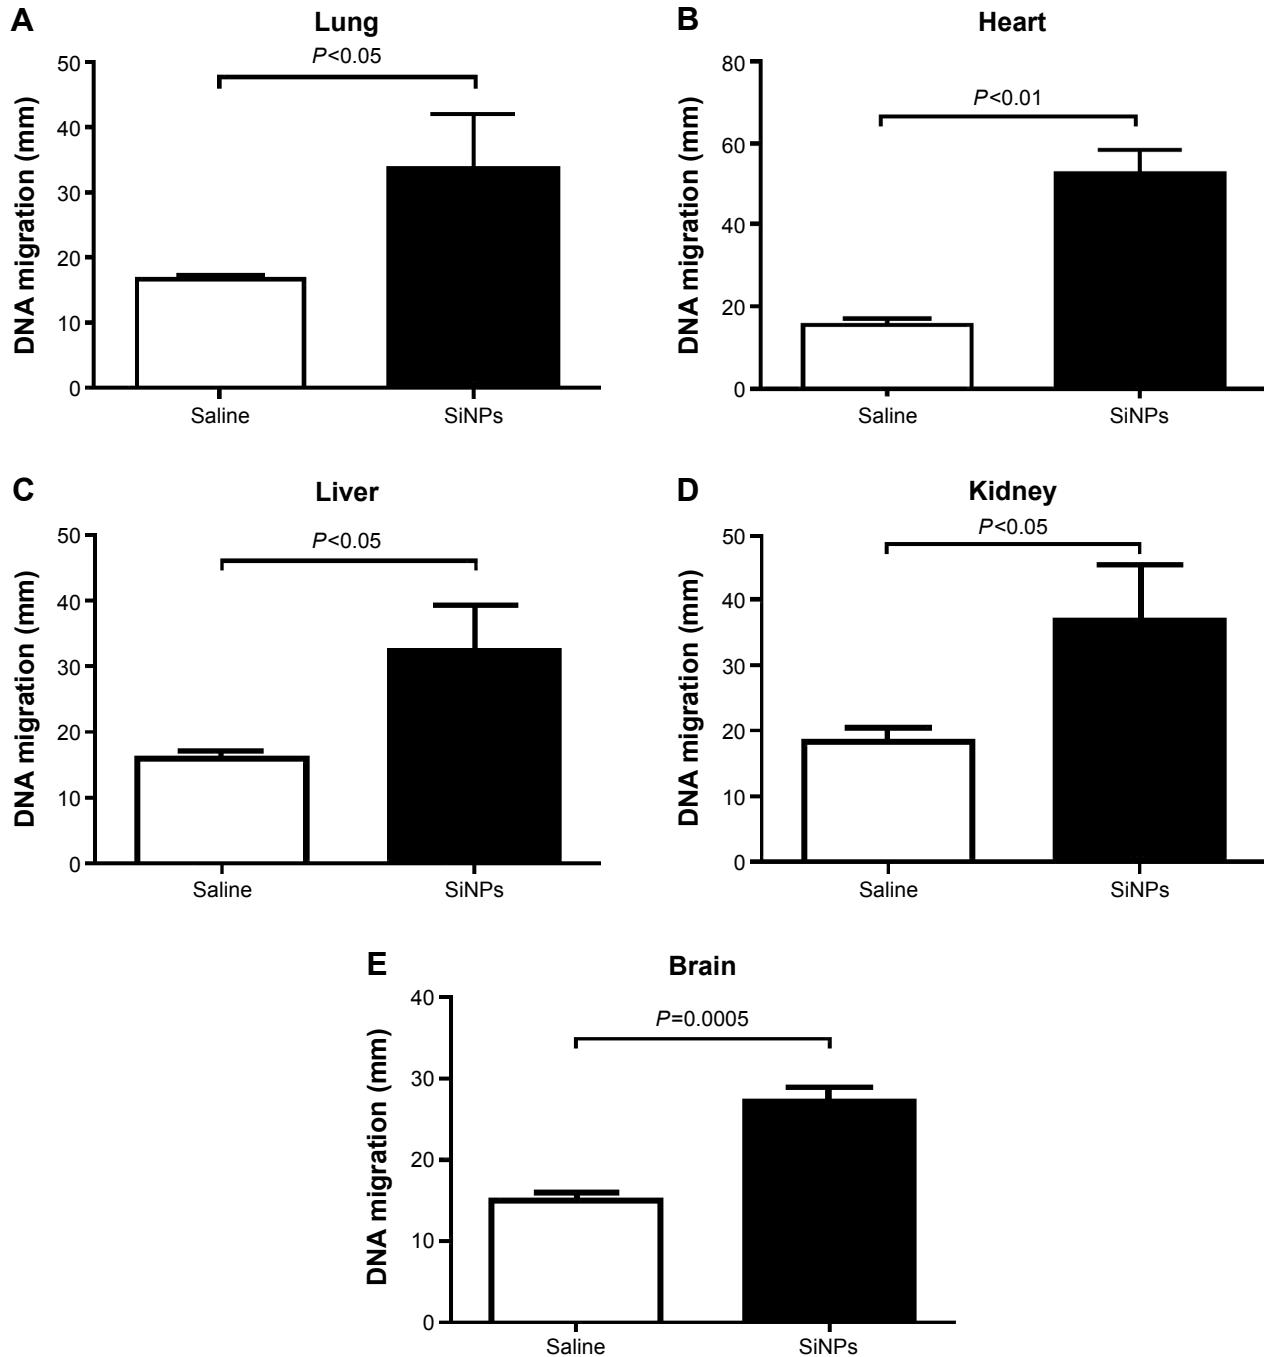 A
Lung
P<0.05
DNA migration (mm)
50
40
30
20
10
0
Saline
SiNPs
B
Heart
P<0.01
DNA migration (mm)
80
60
40
20
0
Saline
SiNPs
C
Liver
P<0.05
DNA migration (mm)
50
40
30
20
10
0
Saline
SiNPs
D
Kidney
P<0.05
DNA migration (mm)
50
40
30
20
10
0
Saline
SiNPs
E
Brain
P=0.0005
DNA migration (mm)
40
30
20
10
0
Saline
SiNPs